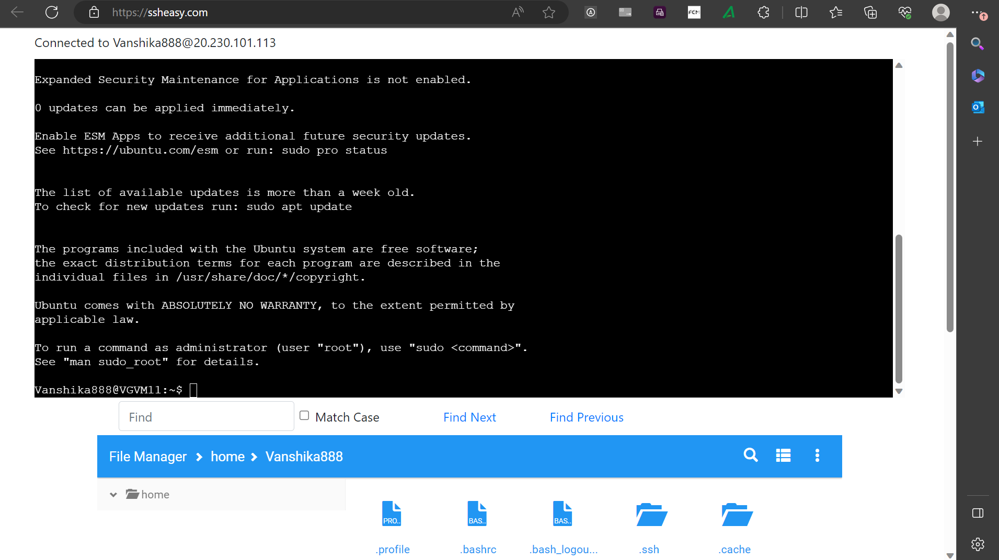 https://ssheasy.com
Connected to Vanshika888@20.230.101.113
Expanded Security Maintenance for Applications is not enabled.
0 updates can be applied immediately.
Enable ESM Apps to receive additional future security updates.
See https://ubuntu.com/esm or run: sudo pro status
The list of available updates is more than a week old.
To check for new updates run: sudo apt update
The programs included with the Ubuntu system are free software;
the exact distribution terms for each program are described in the
individual files in /usr/share/doc/*/copyright.
Ubuntu comes with ABSOLUTELY NO WARRANTY, to the extent permitted by
applicable law.
To run a command as administrator (user "root"), use "sudo <command>".
See "man sudo_root" for details.
Vanshika888@VGVM11:~$
Find Match Case Find Next Find Previous
File Manager > home > Vanshika888
home
PRO.. BAS.. BAS..
.profile .bashrc .bash_logou... .ssh .cache